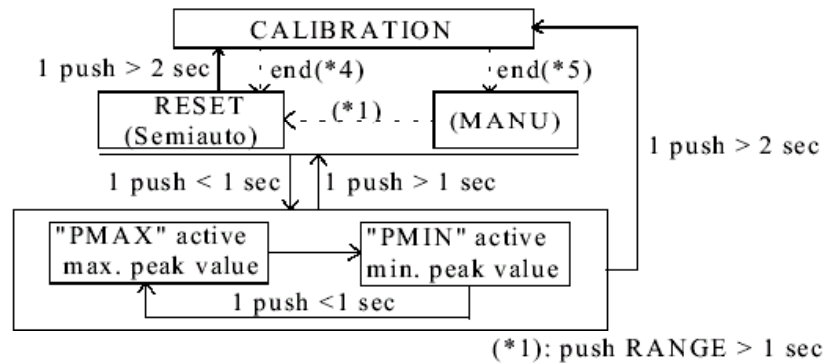 CALIBRATION
1 push > 2 sec
end(*4)
end(*5)
RESET
(Semiauto)
(*1)
(MANU)
1 push > 2 sec
1 push < 1 sec
1 push > 1 sec
"PMAX" active
max. peak value
"PMIN" active
min. peak value
1 push <1 sec
(*1): push RANGE > 1 sec